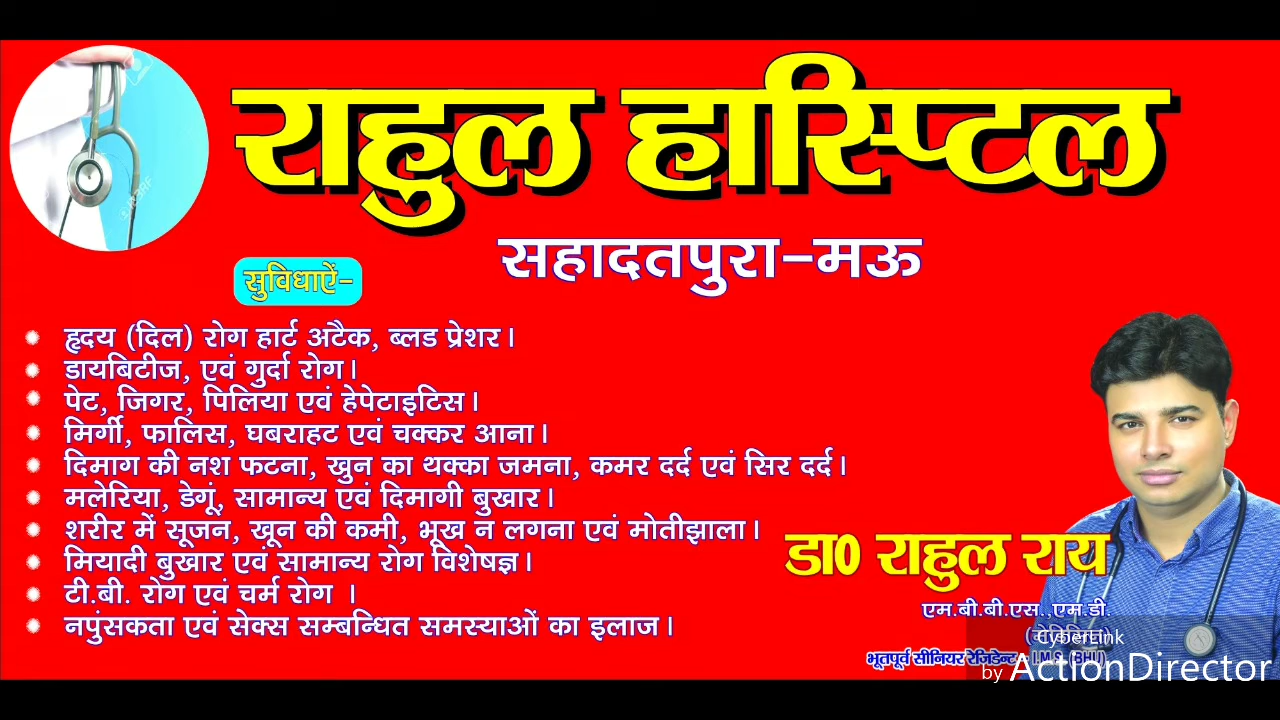 राहुल हास्पिटल
सहादतपुरा-मऊ
सुविधाऐं-
हृदय (दिल) रोग हार्ट अटैक, ब्लड प्रेशर।
डायबिटीज, एवं गुर्दा रोग।
पेट, जिगर, पिलिया एवं हेपेटाइटिस।
मिर्गी, फालिस, घबराहट एवं चक्कर आना।
दिमाग की नश फटना, खुन का थक्का जमना, कमर दर्द एवं सिर दर्द।
मलेरिया, डेगूं, सामान्य एवं दिमागी बुखार।
शरीर में सूजन, खून की कमी, भूख न लगना एवं मोतीझाला।
मियादी बुखार एवं सामान्य रोग विशेषज्ञ।
टी.बी. रोग एवं चर्म रोग ।
नपुंसकता एवं सेक्स सम्बन्धित समस्याओं का इलाज।
डा0 राहुल राय
एम.बी.बी.एस. एम.डी.
भूतपूर्व सीनियर रेजिडेन्ट I.M.S. (BHU)
CyberLink
by ActionDirector